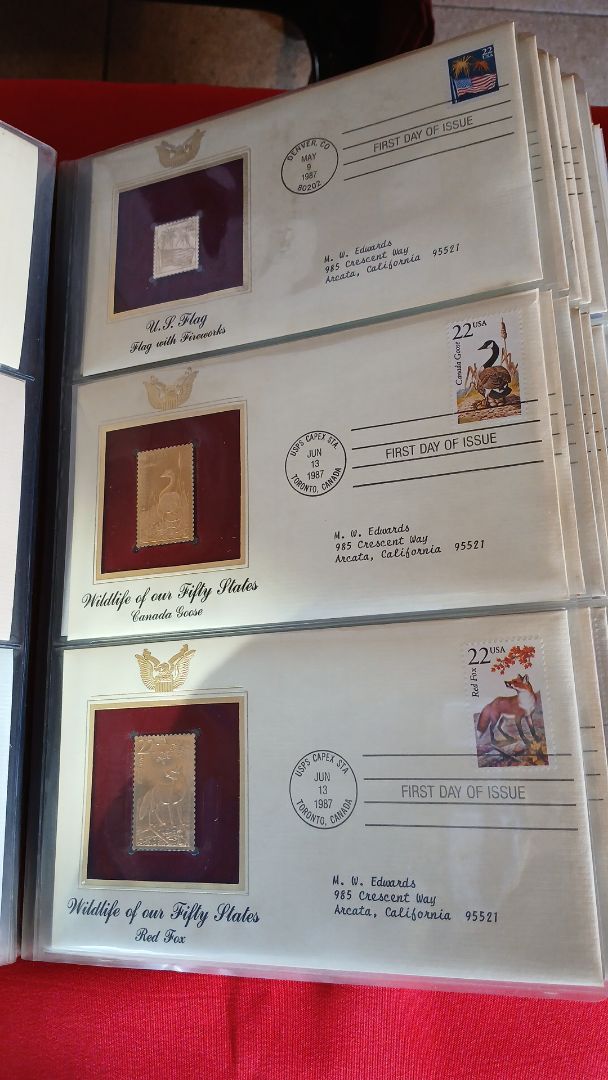 22
USA
DENVER, CO
MAY
9
1987
80202
FIRST DAY OF ISSUE
M. W. Edwards
985 Crescent Way
Arcata, California 95521
U.S. Flag
Flag with Fireworks
22 USA
Canada Goose
USPS CAPEX STA.
JUN
13
1987
TORONTO, CANADA
FIRST DAY OF ISSUE
M. W. Edwards
985 Crescent Way
Arcata, California 95521
Wildlife of our Fifty States
Canada Goose
22 USA
Red Fox
USPS CAPEX STA.
JUN
13
1987
TORONTO, CANADA
FIRST DAY OF ISSUE
M. W. Edwards
985 Crescent Way
Arcata, California 95521
Wildlife of our Fifty States
Red Fox